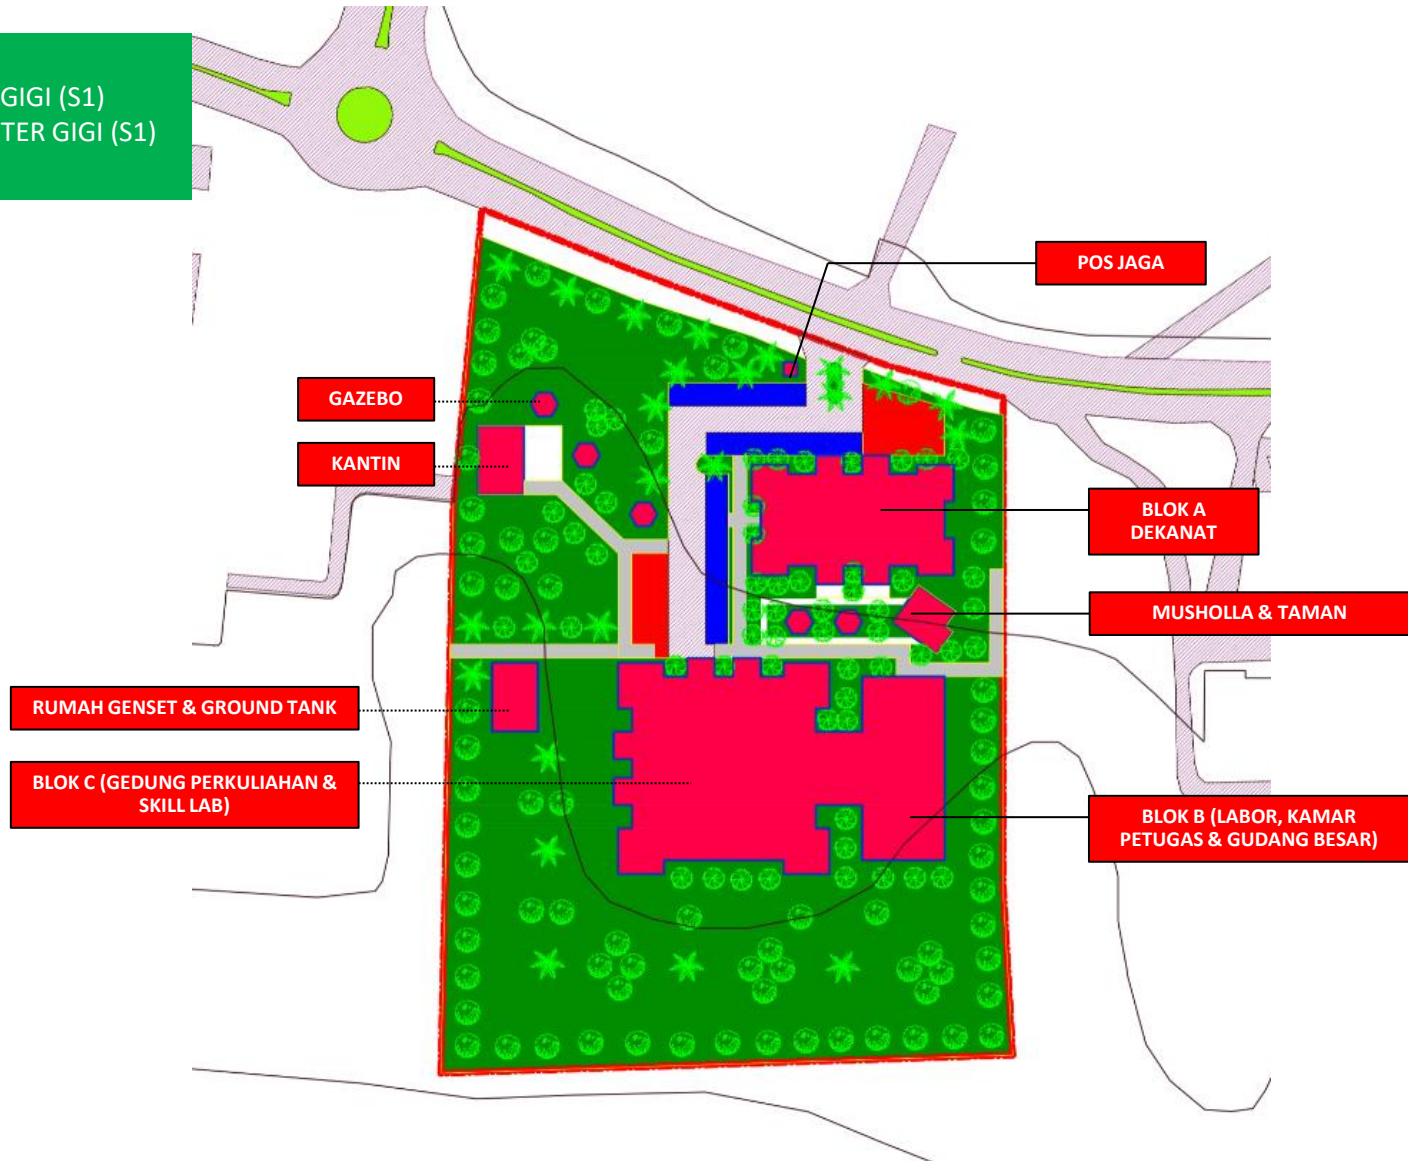 GIGI (S1)
TER GIGI (S1)
POS JAGA
GAZEBO
KANTIN
BLOK A
DEKANAT
MUSHOLLA & TAMAN
RUMAH GENSET & GROUND TANK
BLOK C (GEDUNG PERKULIAHAN &
SKILL LAB)
BLOK B (LABOR, KAMAR
PETUGAS & GUDANG BESAR)